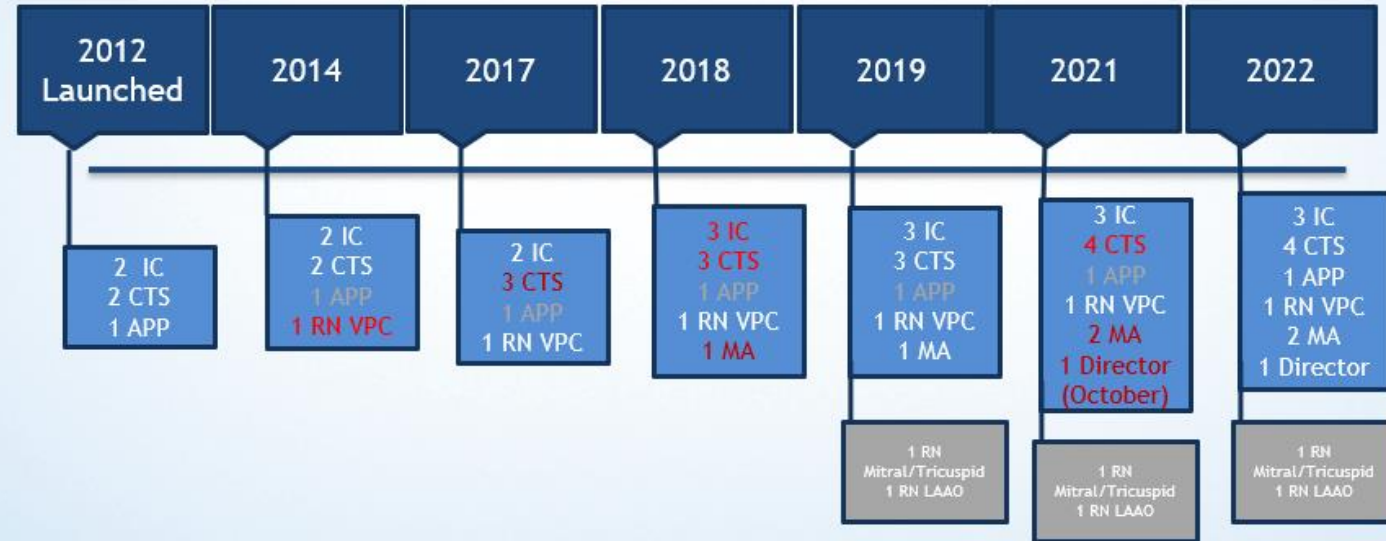 2012
Launched
2014
2017
2018
2019
2021
2022
2 IC
2 CTS
1 APP
2 IC
2 CTS
1 APP
1 RN VPC
2 IC
3 CTS
1 APP
1 RN VPC
3 IC
3 CTS
1 APP
1 RN VPC
1 MA
3 IC
3 CTS
1 APP
1 RN VPC
1 MA
3 IC
4 CTS
1 APP
1 RN VPC
2 MA
1 Director
(October)
3 IC
4 CTS
1 APP
1 RN VPC
2 MA
1 Director
1 RN
Mitral/Tricuspid
1 RN LAAO
1 RN
Mitral/Tricuspid
1 RN LAAO
1 RN
Mitral/Tricuspid
1 RN LAAO